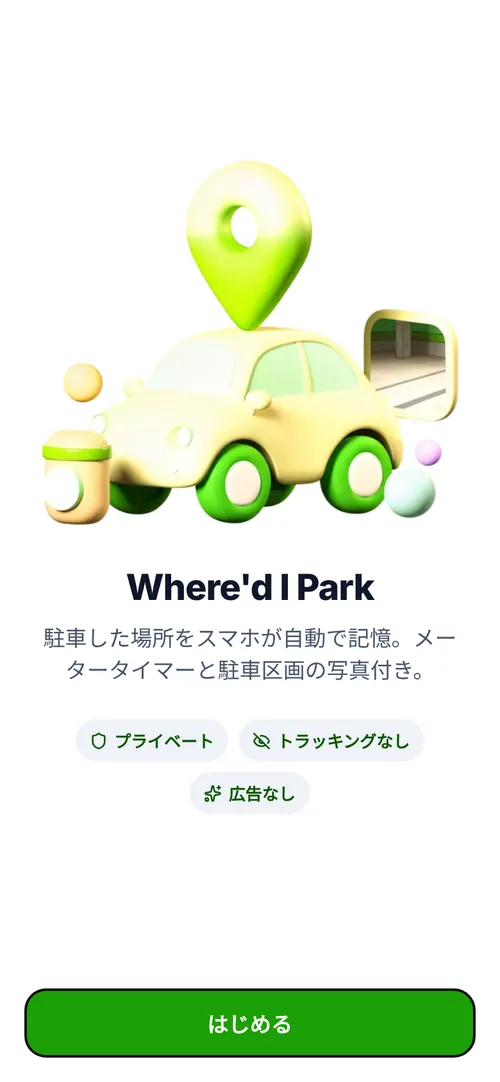 Where'd I Park
駐車した場所をスマホが自動で記憶。メー
タータイマーと駐車区画の写真付き。
プライベート
トラッキングなし
広告なし
はじめる